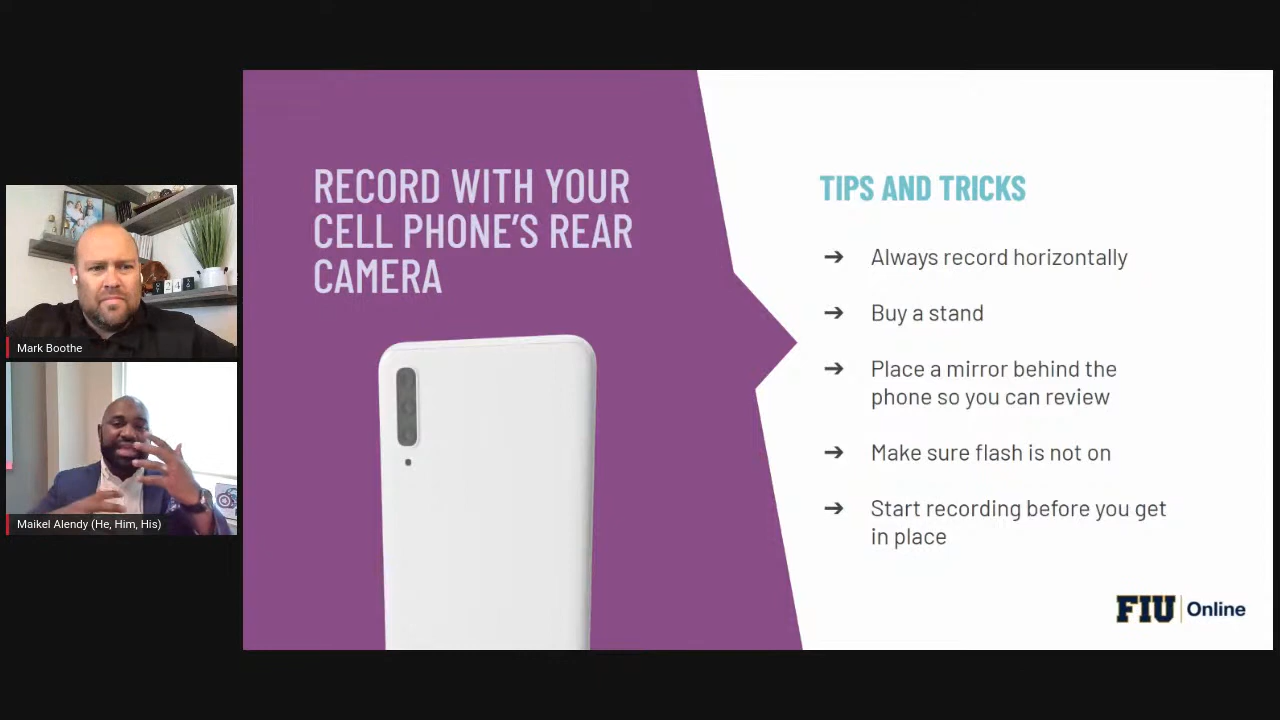 RECORD WITH YOUR
CELL PHONE’S REAR
CAMERA
TIPS AND TRICKS
➔ Always record horizontally
➔ Buy a stand
➔ Place a mirror behind the
phone so you can review
➔ Make sure flash is not on
➔ Start recording before you get
in place
FIU | Online
Mark Boothe
Maikel Alendy (He, Him, His)